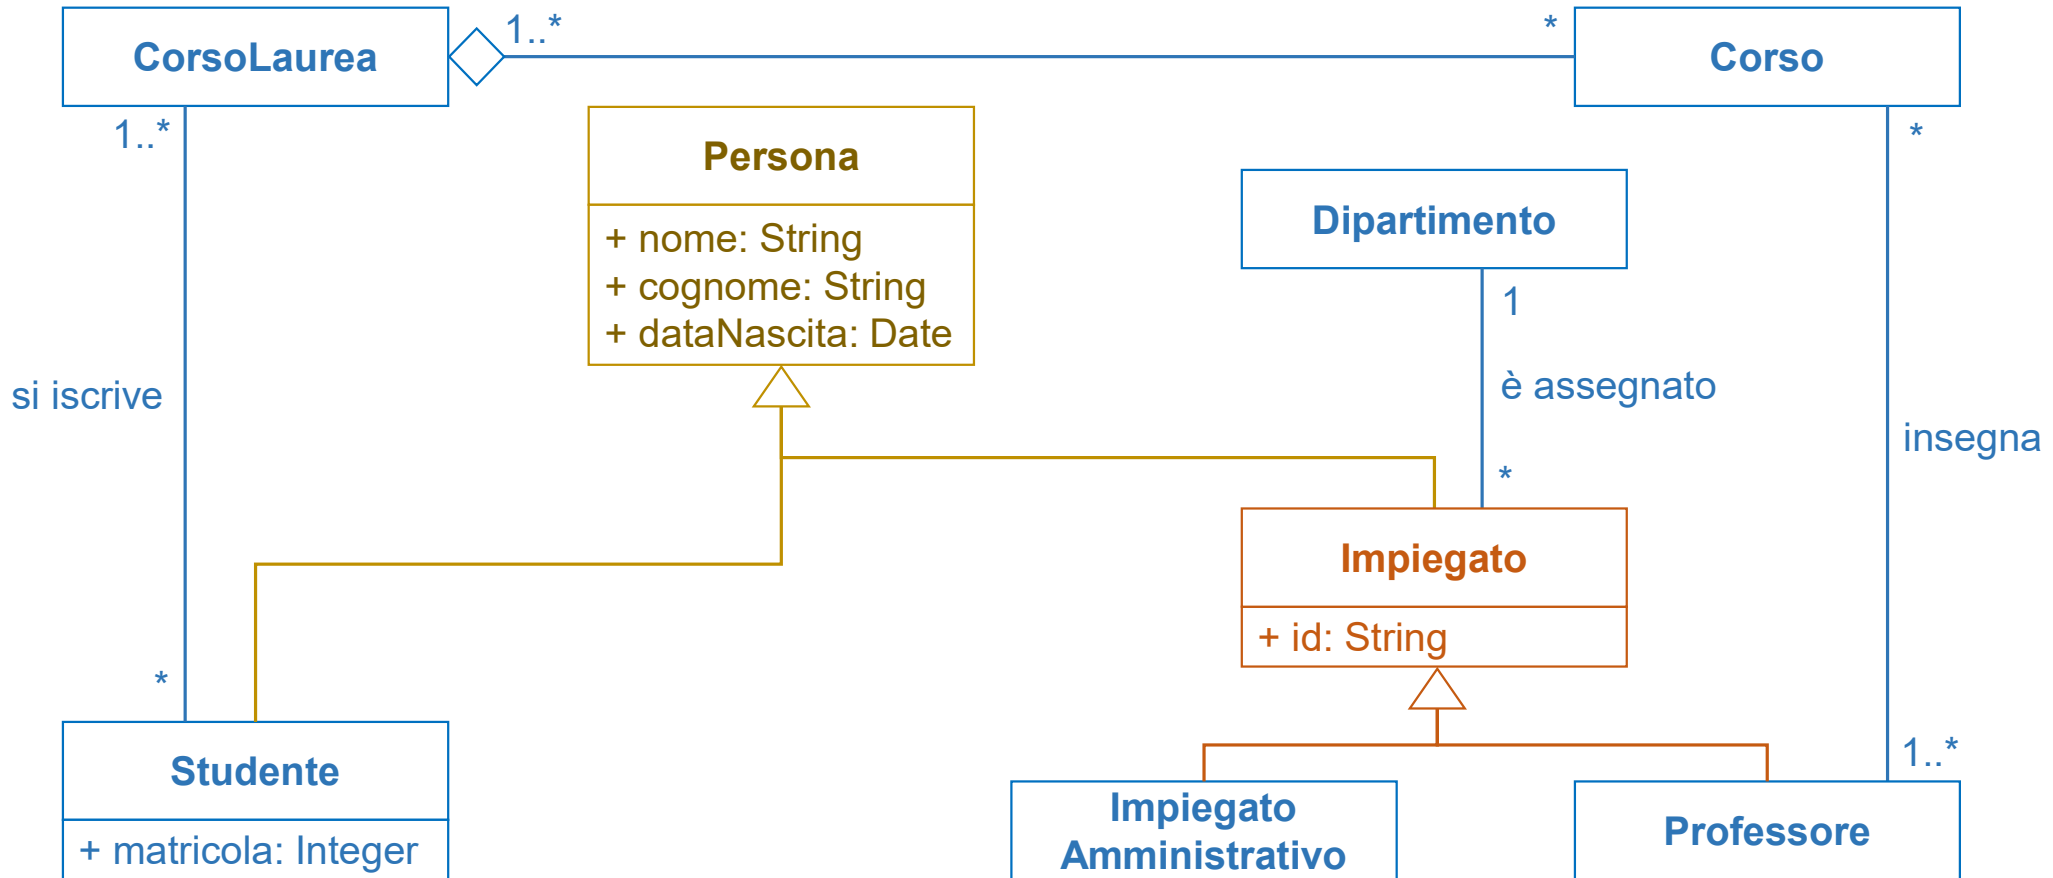 CorsoLaurea
1..*
*
Corso
1..*
*
Persona
+ nome: String
+ cognome: String
+ dataNascita: Date
Dipartimento
1
si iscrive
è assegnato
insegna
*
Impiegato
+ id: String
*
1..*
Studente
+ matricola: Integer
Impiegato
Amministrativo
Professore